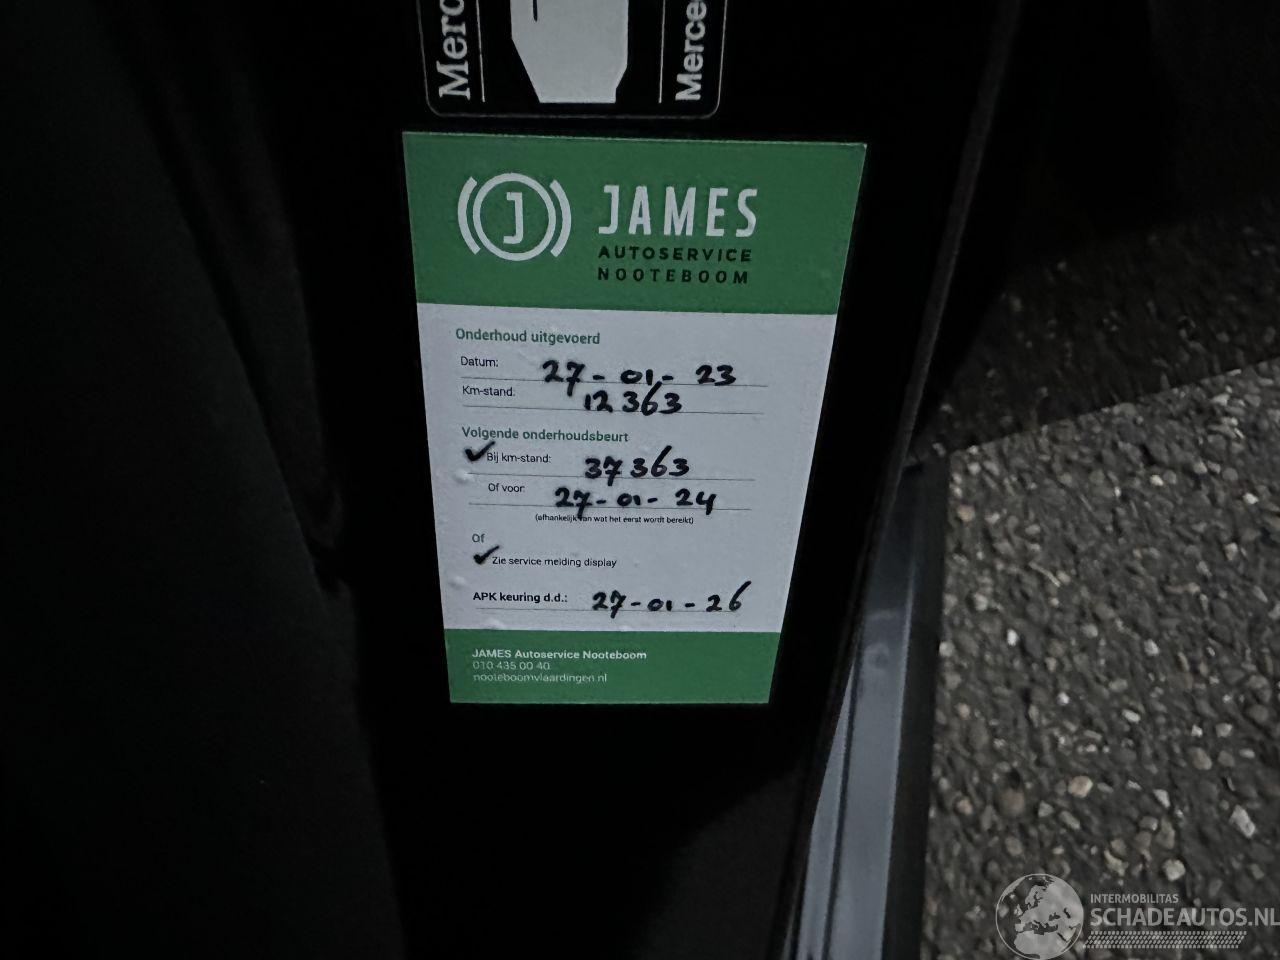 Merc
Merce
J
JAMES
AUTOSERVICE
NOOTEBOOM
Onderhoud uitgevoerd
Datum: 27-01-23
Km-stand: 12363
Volgende onderhoudsbeurt
✓ Bij km-stand: 37363
Of voor: 27-01-24
(afhankelijk van wat het eerst wordt bereikt)
Of
✓ Zie service melding display
APK keuring d.d.: 27-01-26
JAMES Autoservice Nooteboom
010 435 00 40
nooteboomvlaardingen.nl
INTERMOBILITAS
SCHADEAUTOS.NL